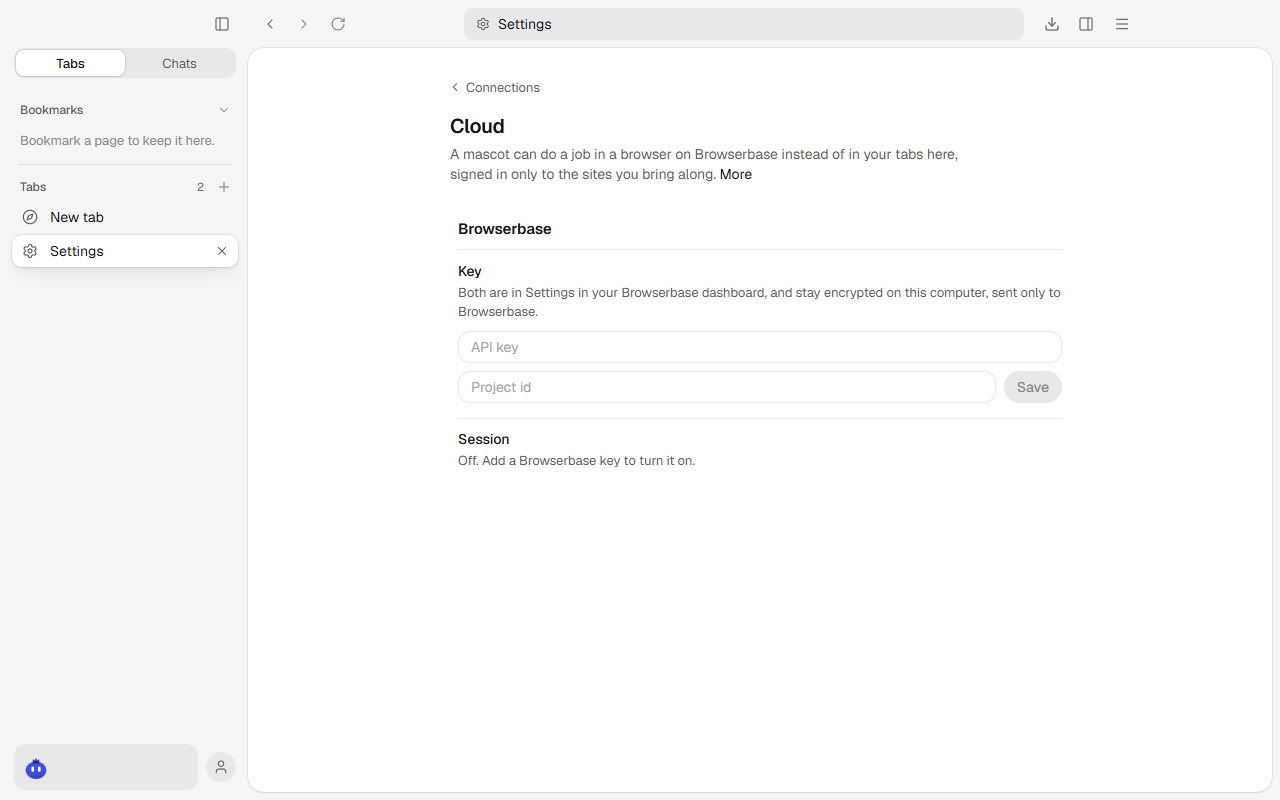 Settings
Tabs
Chats
Bookmarks
Bookmark a page to keep it here.
Tabs 2
New tab
Settings
Connections
Cloud
A mascot can do a job in a browser on Browserbase instead of in your tabs here,
signed in only to the sites you bring along. More
Browserbase
Key
Both are in Settings in your Browserbase dashboard, and stay encrypted on this computer, sent only to
Browserbase.
API key
Project id
Save
Session
Off. Add a Browserbase key to turn it on.